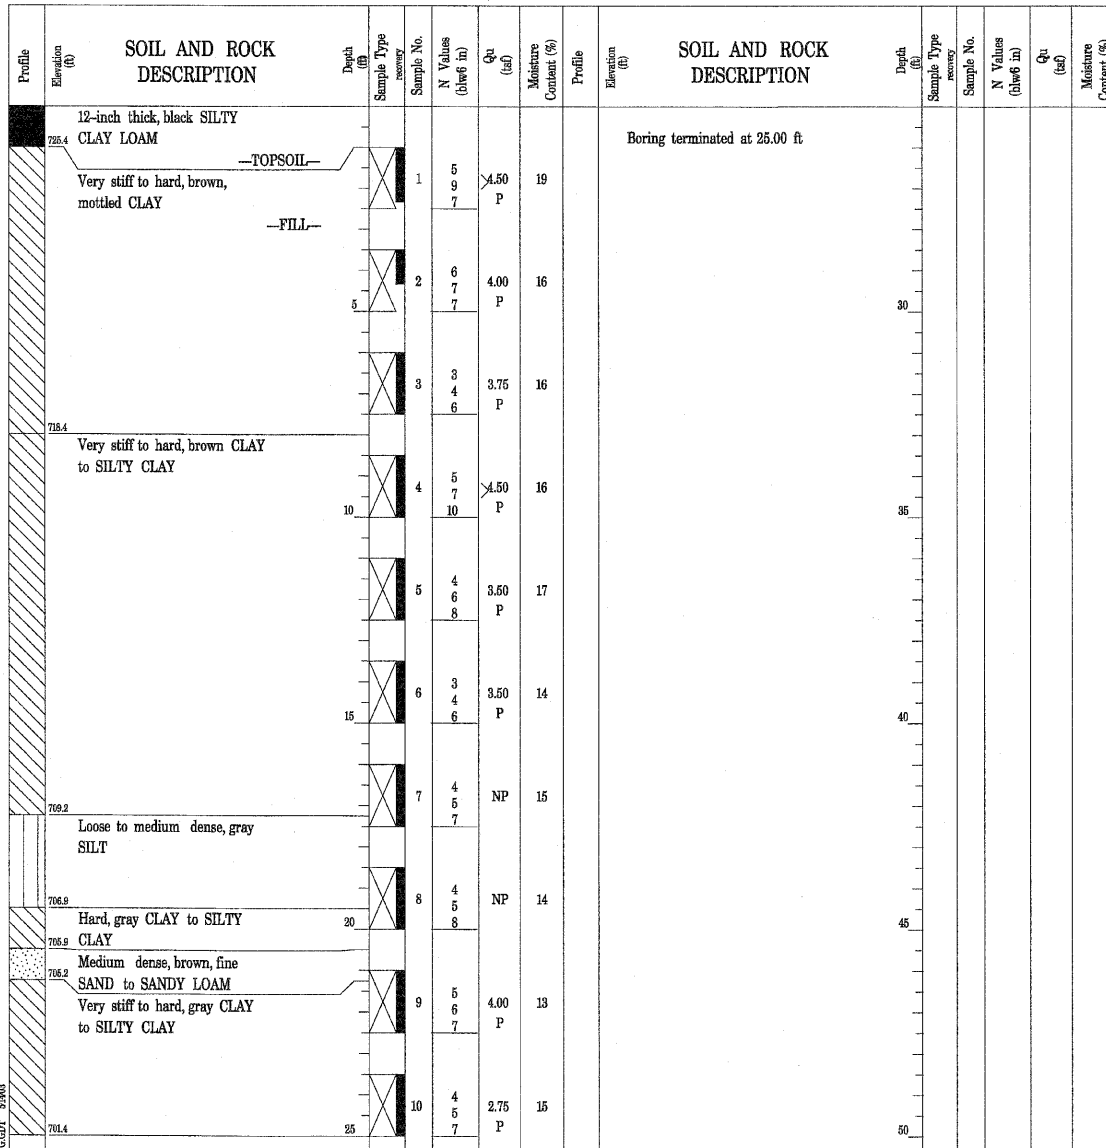 Profile
Elevation
(ft)
SOIL AND ROCK
DESCRIPTION
Depth
(ft)
Sample Type
recovery
Sample No.
N Values
(blw/6 in)
Qu
(tsf)
Moisture
Content (%)
Profile
Elevation
(ft)
SOIL AND ROCK
DESCRIPTION
Depth
(ft)
Sample Type
recovery
Sample No.
N Values
(blw/6 in)
Qu
(tsf)
Moisture
Content (%)
12-inch thick, black SILTY
725.4 CLAY LOAM
—TOPSOIL—
Very stiff to hard, brown,
mottled CLAY
—FILL—
1
5
9
7
>4.50
P
19
2
6
7
7
4.00
P
16
5
3
3
4
6
3.75
P
16
718.4
Very stiff to hard, brown CLAY
to SILTY CLAY
4
5
7
10
>4.50
P
16
10
5
4
6
8
3.50
P
17
6
3
4
6
3.50
P
14
15
7
4
5
7
NP
15
709.2
Loose to medium dense, gray
SILT
8
4
5
8
NP
14
706.9
Hard, gray CLAY to SILTY
20
705.9 CLAY
Medium dense, brown, fine
705.2
SAND to SANDY LOAM
Very stiff to hard, gray CLAY
to SILTY CLAY
9
5
6
7
4.00
P
13
10
4
5
7
2.75
P
15
701.4
25
Boring terminated at 25.00 ft
30
35
40
45
50